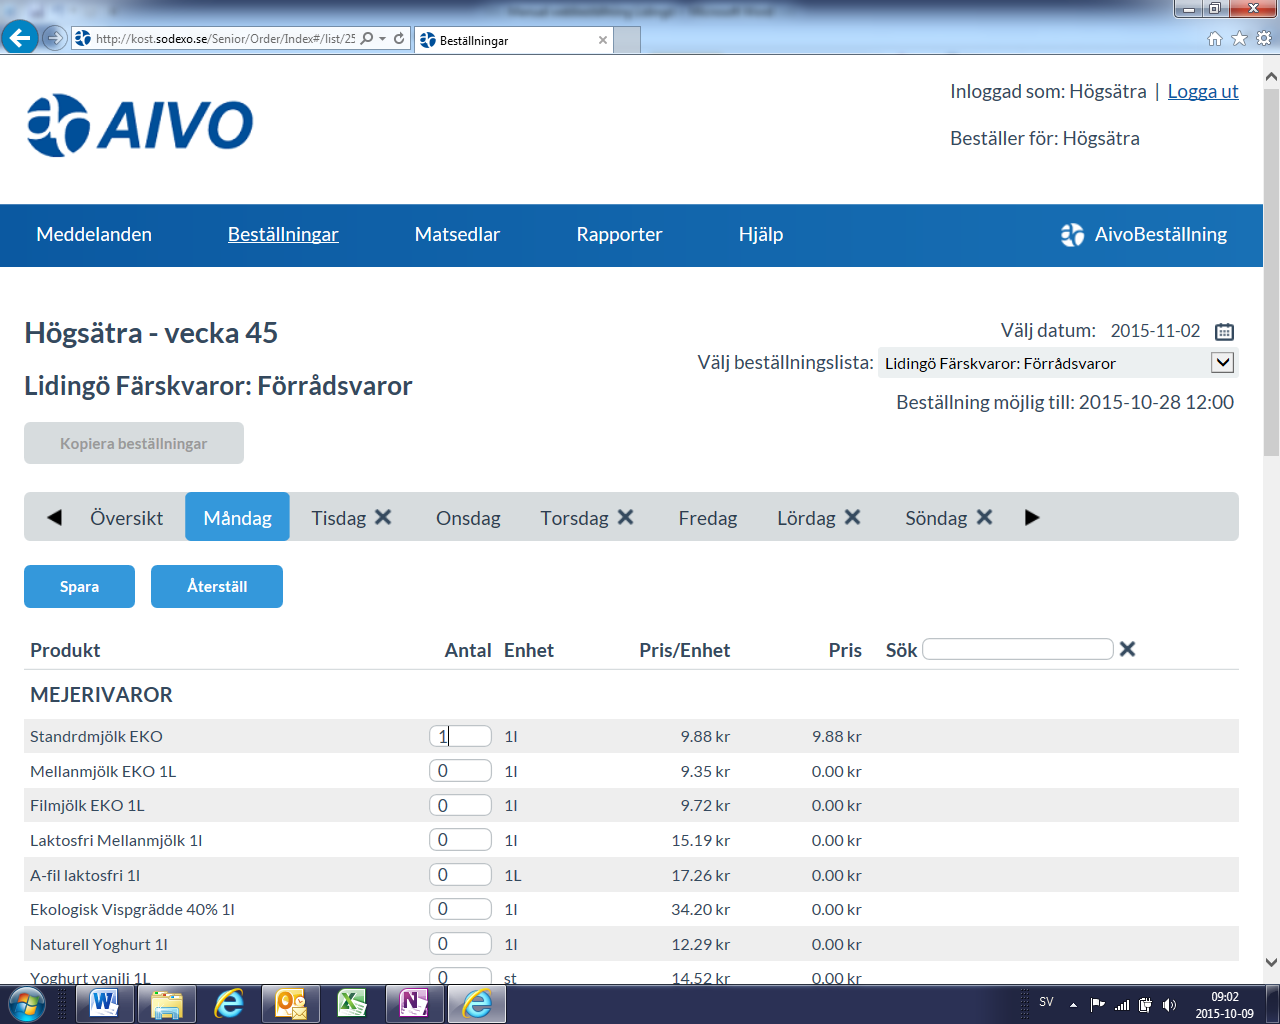 http://kost.sodexo.se/Senior/Order/Index#/list/25
Beställningar
AIVO
Inloggad som: Högsätra | Logga ut
Beställer för: Högsätra
Meddelanden Beställningar Matsedlar Rapporter Hjälp AivoBeställning
Högsätra - vecka 45
Välj datum: 2015-11-02
Välj beställningslista: Lidingö Färskvaror: Förrådsvaror
Lidingö Färskvaror: Förrådsvaror
Beställning möjlig till: 2015-10-28 12:00
Kopiera beställningar
Översikt Måndag Tisdag Onsdag Torsdag Fredag Lördag Söndag
Spara Återställ
Produkt Antal Enhet Pris/Enhet Pris Sök
MEJERIVAROR
Standrdmjölk EKO 1 1l 9.88 kr 9.88 kr
Mellanmjölk EKO 1L 0 1l 9.35 kr 0.00 kr
Filmjölk EKO 1L 0 1l 9.72 kr 0.00 kr
Laktosfri Mellanmjölk 1l 0 1l 15.19 kr 0.00 kr
A-fil laktosfri 1l 0 1L 17.26 kr 0.00 kr
Ekologisk Vispgrädde 40% 1l 0 1l 34.20 kr 0.00 kr
Naturell Yoghurt 1l 0 1l 12.29 kr 0.00 kr
Yoghurt vanilj 1L 0 st 14.52 kr 0.00 kr
SV 09:02
2015-10-09